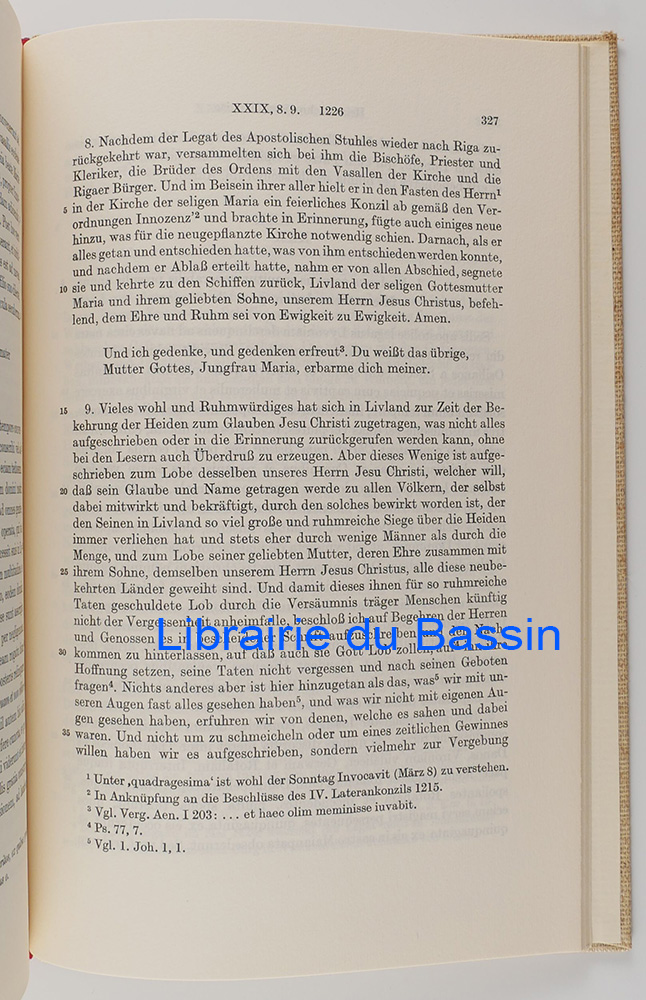 XXIX, 8. 9. 1226
327
8. Nachdem der Legat des Apostolischen Stuhles wieder nach Riga zu-
rückgekehrt war, versammelten sich bei ihm die Bischöfe, Priester und
Kleriker, die Brüder des Ordens mit den Vasallen der Kirche und die
Rigaer Bürger. Und im Beisein ihrer aller hielt er in den Fasten des Herrn¹
5 in der Kirche der seligen Maria ein feierliches Konzil ab gemäß den Ver-
ordnungen Innozenz'² und brachte in Erinnerung, fügte auch einiges neue
hinzu, was für die neugepflanzte Kirche notwendig schien. Darnach, als er
alles getan und entschieden hatte, was von ihm entschieden werden konnte,
und nachdem er Ablaß erteilt hatte, nahm er von allen Abschied, segnete
10 sie und kehrte zu den Schiffen zurück, Livland der seligen Gottesmutter
Maria und ihrem geliebten Sohne, unserem Herrn Jesus Christus, befeh-
lend, dem Ehre und Ruhm sei von Ewigkeit zu Ewigkeit. Amen.
Und ich gedenke, und gedenken erfreut³. Du weißt das übrige,
Mutter Gottes, Jungfrau Maria, erbarme dich meiner.
15 9. Vieles wohl und Ruhmwürdiges hat sich in Livland zur Zeit der Be-
kehrung der Heiden zum Glauben Jesu Christi zugetragen, was nicht alles
aufgeschrieben oder in die Erinnerung zurückgerufen werden kann, ohne
bei den Lesern auch Überdruß zu erzeugen. Aber dieses Wenige ist aufge-
schrieben zum Lobe desselben unseres Herrn Jesu Christi, welcher will,
20 daß sein Glaube und Name getragen werde zu allen Völkern, der selbst
dabei mitwirkt und bekräftigt, durch den solches bewirkt worden ist, der
den Seinen in Livland so viel große und ruhmreiche Siege über die Heiden
immer verliehen hat und stets eher durch wenige Männer als durch die
Menge, und zum Lobe seiner geliebten Mutter, deren Ehre zusammen mit
25 ihrem Sohne, demselben unserem Herrn Jesus Christus, alle diese neube-
kehrten Länder geweiht sind. Und damit dieses ihnen für so ruhmreiche
Taten geschuldete Lob durch die Versäumnis träger Menschen künftig
nicht der Vergessenheit anheimfalle, beschloß ich auf Begehren der Herren
und Genossen es in bescheidener Schrift aufzuschreiben und den Nach-
30 kommen zu hinterlassen, auf daß auch sie Gott Lob zollen, auf ihn ihre
Hoffnung setzen, seine Taten nicht vergessen und nach seinen Geboten
fragen⁴. Nichts anderes aber ist hier hinzugetan als das, was⁵ wir mit un-
seren Augen fast alles gesehen haben⁵, und was wir nicht mit eigenen Au-
gen gesehen haben, erfuhren wir von denen, welche es sahen und dabei
35 waren. Und nicht um zu schmeicheln oder um eines zeitlichen Gewinnes
willen haben wir es aufgeschrieben, sondern vielmehr zur Vergebung
¹ Unter ‚quadragesima' ist wohl der Sonntag Invocavit (März 8) zu verstehen.
² In Anknüpfung an die Beschlüsse des IV. Laterankonzils 1215.
³ Vgl. Verg. Aen. I 203: . . . et haec olim meminisse iuvabit.
⁴ Ps. 77, 7.
⁵ Vgl. 1. Joh. 1, 1.
Librairie du Bassin